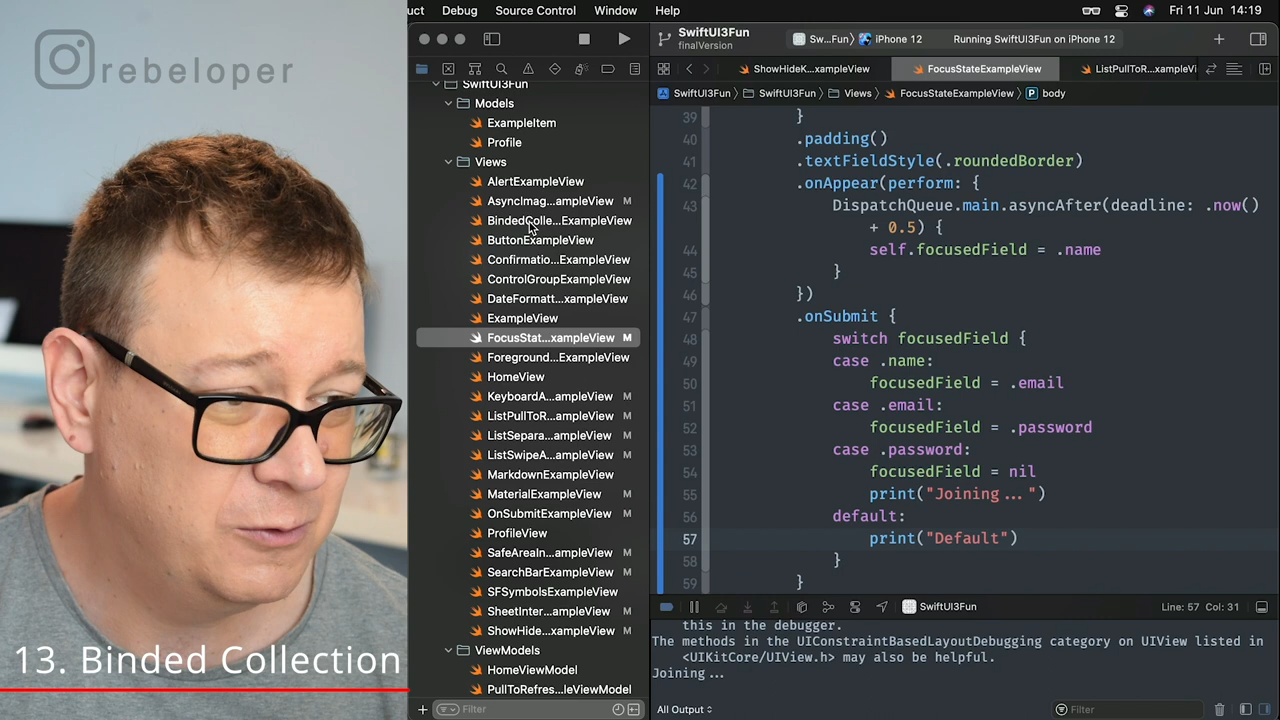 rebeloper
13. Binded Collection
uct Debug Source Control Window Help
Fri 11 Jun 14:19
SwiftUI3Fun
finalVersion
Sw...Fun⟩ iPhone 12
Running SwiftUI3Fun on iPhone 12
ShowHideK...xampleView
FocusStateExampleView
ListPullToR...xampleVi
SwiftUI3Fun ⟩ SwiftUI3Fun ⟩ Views ⟩ FocusStateExampleView ⟩ P body
SwiftUI3Fun
Models
ExampleItem
Profile
Views
AlertExampleView
AsyncImag...ampleView M
BindedColle...ExampleView
ButtonExampleView
Confirmatio...ExampleView
ControlGroupExampleView
DateFormatt...xampleView
ExampleView
FocusStat...xampleView M
Foreground...ExampleView
HomeView
KeyboardA...ampleView M
ListPullToR...ampleView M
ListSepara...ampleView M
ListSwipeA...ampleView M
MarkdownExampleView
MaterialExampleView M
OnSubmitExampleView M
ProfileView
SafeAreaIn...ampleView M
SearchBarExampleView M
SFSymbolsExampleView
SheetInter...ampleView M
ShowHide...ampleView M
ViewModels
HomeViewModel
PullToRefres...leViewModel
Filter
39 }
40 .padding()
41 .textFieldStyle(.roundedBorder)
42 .onAppear(perform: {
43 DispatchQueue.main.asyncAfter(deadline: .now()
+ 0.5) {
44 self.focusedField = .name
45 }
46 })
47 .onSubmit {
48 switch focusedField {
49 case .name:
50 focusedField = .email
51 case .email:
52 focusedField = .password
53 case .password:
54 focusedField = nil
55 print("Joining...")
56 default:
57 print("Default")
58 }
59 }
SwiftUI3Fun
Line: 57 Col: 31
this in the debugger.
The methods in the UIConstraintBasedLayoutDebugging category on UIView listed in
<UIKitCore/UIView.h> may also be helpful.
Joining...
All Output
Filter